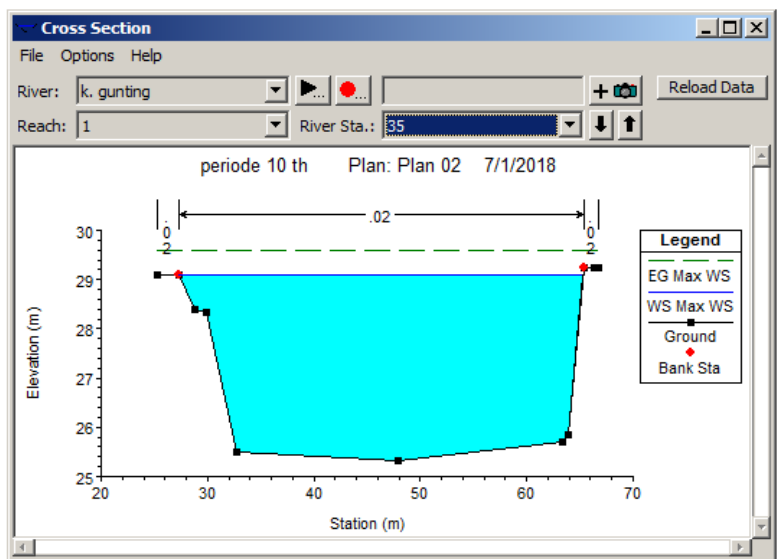 Cross Section
File Options Help
River: k. gunting ... ... + Reload Data
Reach: 1 River Sta.: 35
periode 10 th Plan: Plan 02 7/1/2018
.02 .02 .02
Elevation (m)
30
29
28
27
26
25
20 30 40 50 60 70
Station (m)
Legend
EG Max WS
WS Max WS
Ground
Bank Sta